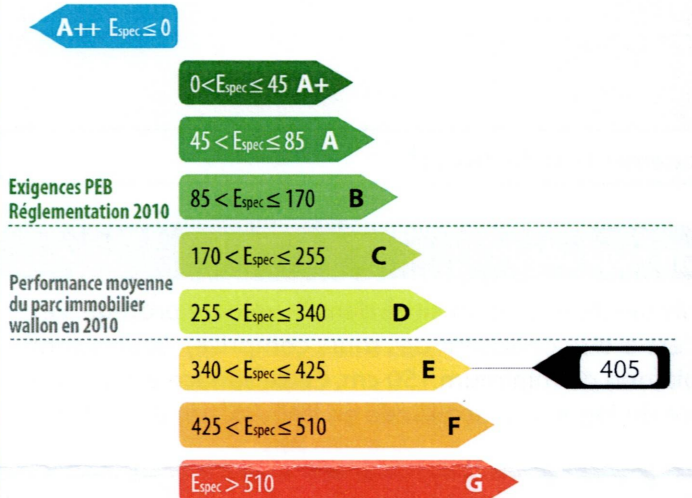 A++ Espec ≤ 0
0 < Espec ≤ 45 A+
45 < Espec ≤ 85 A
Exigences PEB
Réglementation 2010
85 < Espec ≤ 170 B
170 < Espec ≤ 255 C
Performance moyenne
du parc immobilier
wallon en 2010
255 < Espec ≤ 340 D
340 < Espec ≤ 425 E
405
425 < Espec ≤ 510 F
Espec > 510 G